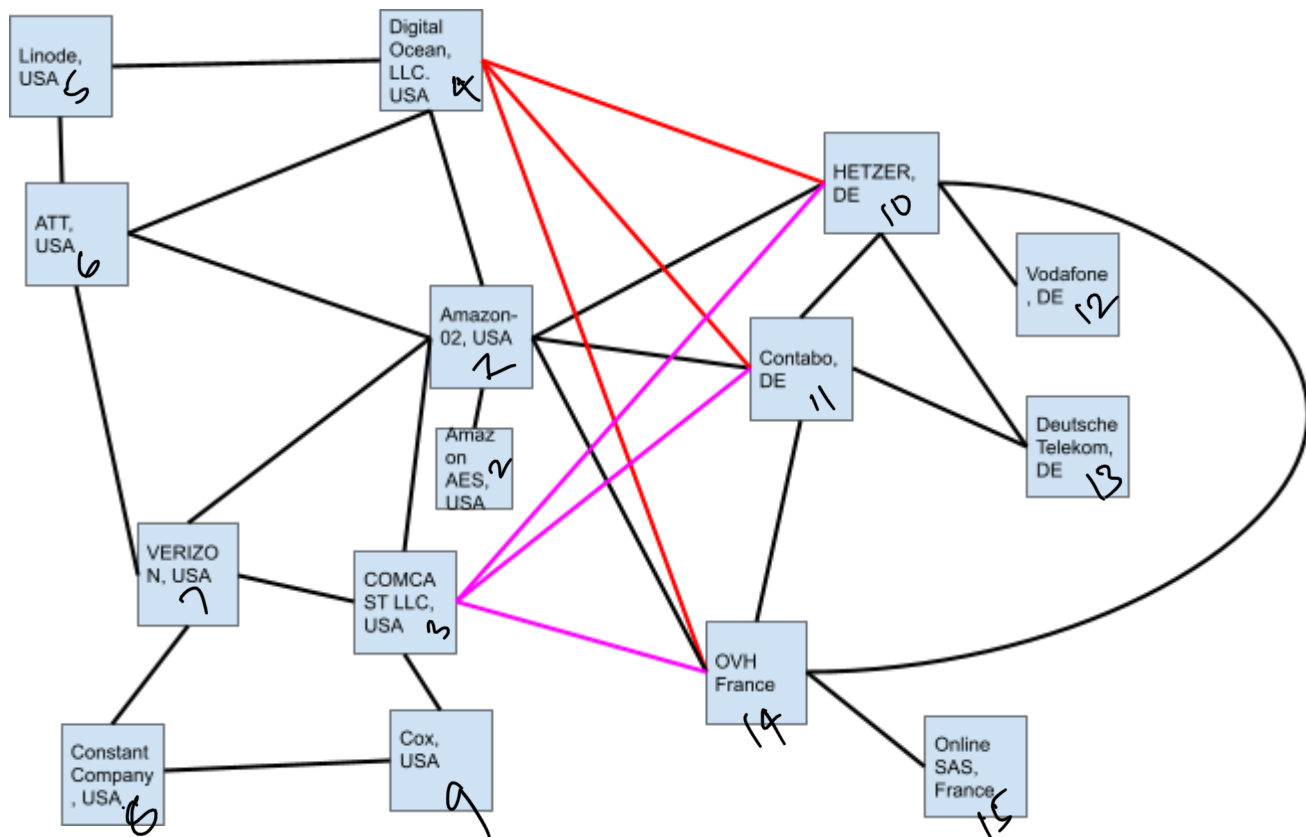 Linode,
USA
5
Digital
Ocean,
LLC.
USA
4
HETZER,
DE
10
ATT,
USA
6
Vodafone
, DE
12
Amazon-
02, USA
2
Contabo,
DE
11
Amaz
on
AES,
USA
2
Deutsche
Telekom,
DE
13
VERIZO
N, USA
7
COMCA
ST LLC,
USA
3
OVH
France
14
Constant
Company
, USA
8
Cox,
USA
9
Online
SAS,
France
15